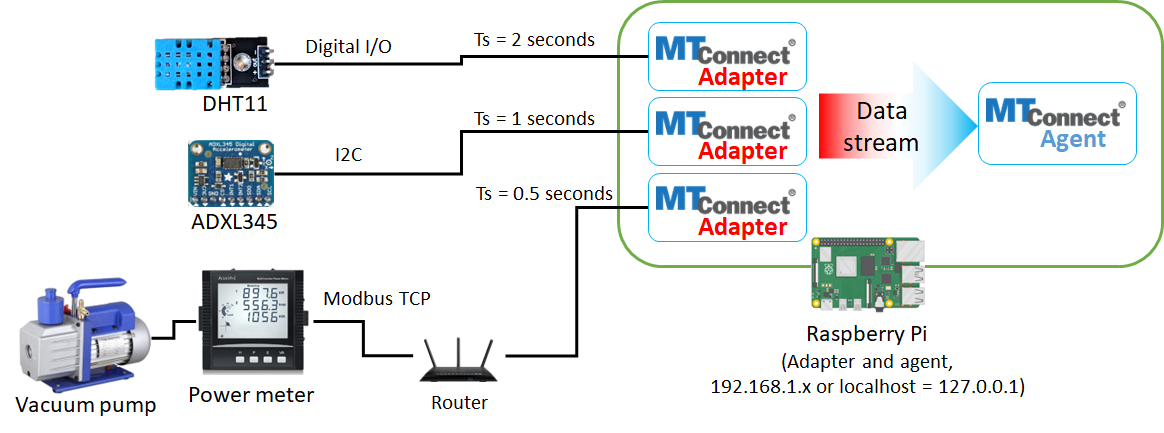 Digital I/O
Ts = 2 seconds
MTConnect®
Adapter
DHT11
Ts = 1 seconds
MTConnect®
Adapter
Data
stream
MTConnect®
Agent
ADXL345 Digital
Accelerometer
I2C
ADXL345
Ts = 0.5 seconds
MTConnect®
Adapter
897.6
556.3
1056
Modbus TCP
Raspberry Pi
(Adapter and agent,
192.168.1.x or localhost = 127.0.0.1)
Vacuum pump
Power meter
Router